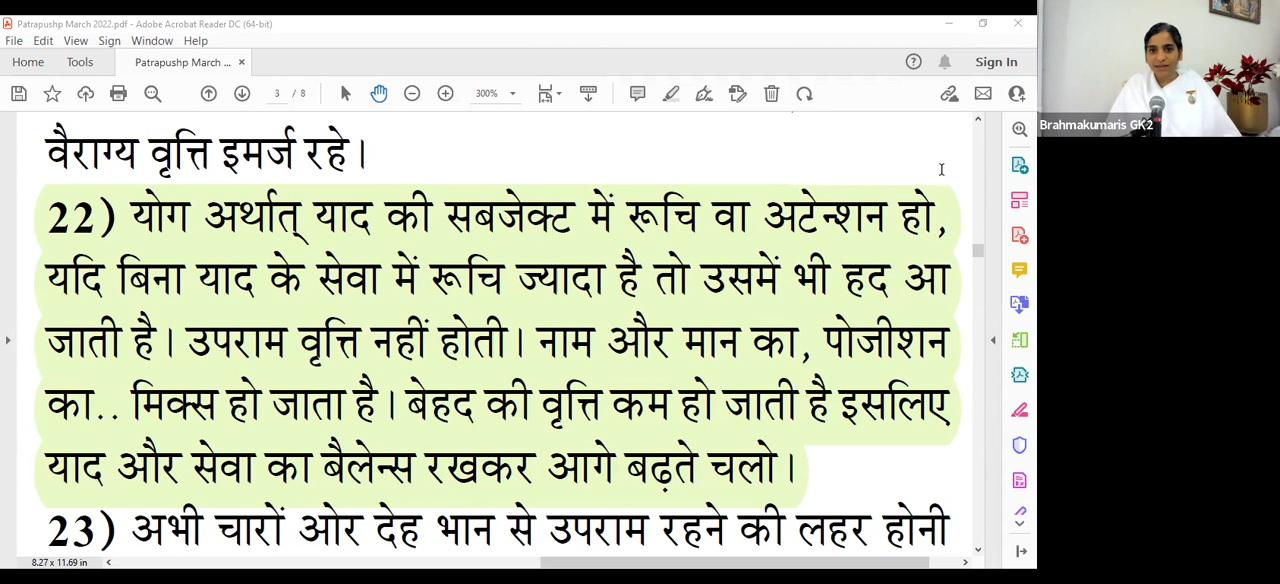 Patrapushp March 2022.pdf - Adobe Acrobat Reader DC (64-bit)
File Edit View Sign Window Help
Home Tools Patrapushp March ... × Sign In
3 / 8 300%
Brahmakumaris GK2
वैराग्य वृत्ति इमर्ज रहे।
22) योग अर्थात् याद की सबजेक्ट में रूचि वा अटेन्शन हो,
यदि बिना याद के सेवा में रूचि ज्यादा है तो उसमें भी हद आ
जाती है। उपराम वृत्ति नहीं होती। नाम और मान का, पोजीशन
का.. मिक्स हो जाता है। बेहद की वृत्ति कम हो जाती है इसलिए
याद और सेवा का बैलेन्स रखकर आगे बढ़ते चलो।
23) अभी चारों ओर देह भान से उपराम रहने की लहर होनी
8.27 x 11.69 in